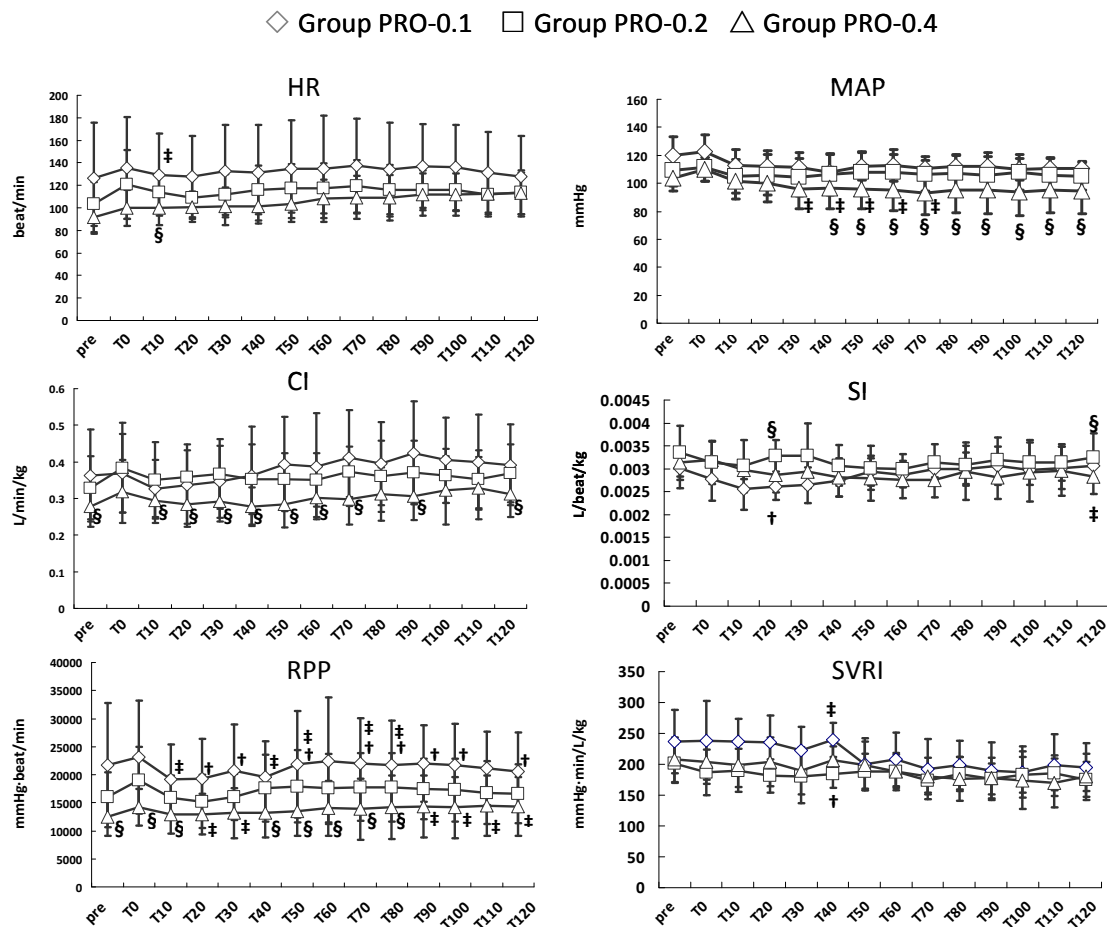 ◇ Group PRO-0.1 □ Group PRO-0.2 △ Group PRO-0.4
HR
beat/min
200
180
160
140
120
100
80
60
40
20
0
‡
§
pre T0 T10 T20 T30 T40 T50 T60 T70 T80 T90 T100 T110 T120
MAP
mmHg
160
140
120
100
80
60
40
20
0
‡ ‡ ‡ ‡ ‡
§ § § § § § § § §
pre T0 T10 T20 T30 T40 T50 T60 T70 T80 T90 T100 T110 T120
CI
L/min/kg
0.6
0.5
0.4
0.3
0.2
0.1
0
§ § § § § § § § § §
pre T0 T10 T20 T30 T40 T50 T60 T70 T80 T90 T100 T110 T120
SI
L/beat/kg
0.0045
0.004
0.0035
0.003
0.0025
0.002
0.0015
0.001
0.0005
0
§ §
† ‡
pre T0 T10 T20 T30 T40 T50 T60 T70 T80 T90 T100 T110 T120
RPP
mmHg·beat/min
40000
35000
30000
25000
20000
15000
10000
5000
0
‡ ‡ ‡
‡ † † ‡ † † † † † †
§ § § ‡ ‡ § § § § § ‡ ‡ ‡ ‡
pre T0 T10 T20 T30 T40 T50 T60 T70 T80 T90 T100 T110 T120
SVRI
mmHg·min/L/kg
350
300
250
200
150
100
50
0
‡
†
pre T0 T10 T20 T30 T40 T50 T60 T70 T80 T90 T100 T110 T120